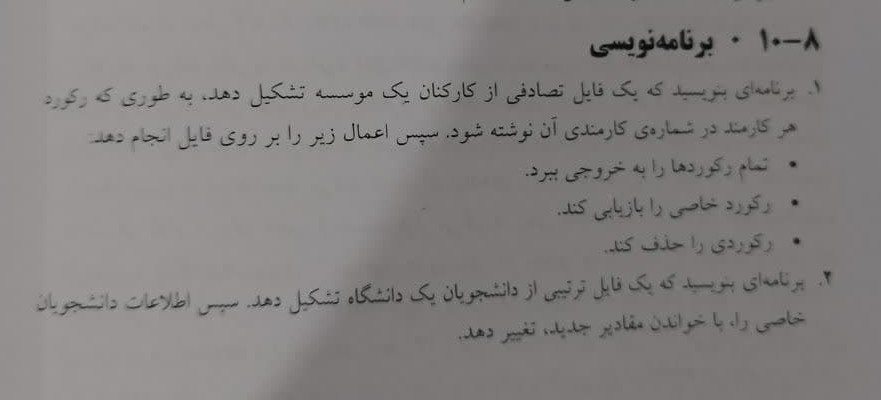 ۸-۱۰ • برنامه‌نویسی
۱. برنامه‌ای بنویسید که یک فایل تصادفی از کارکنان یک موسسه تشکیل دهد، به طوری که رکورد
هر کارمند در شماره‌ی کارمندی آن نوشته شود. سپس اعمال زیر را بر روی فایل انجام دهد:
• تمام رکوردها را به خروجی ببرد.
• رکورد خاصی را بازیابی کند.
• رکوردی را حذف کند.
۲. برنامه‌ای بنویسید که یک فایل ترتیبی از دانشجویان یک دانشگاه تشکیل دهد. سپس اطلاعات دانشجویان
خاصی را، با خواندن مقادیر جدید، تغییر دهد.